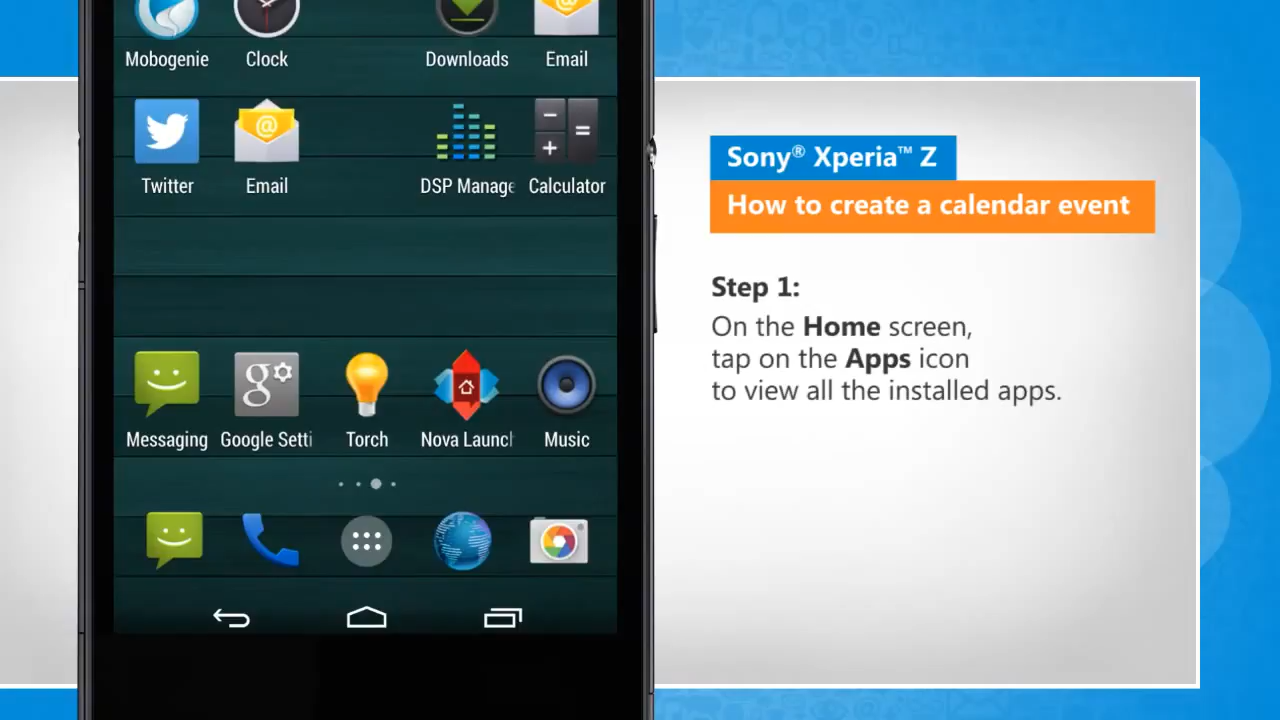 Mobogenie Clock Downloads Email
Twitter Email DSP Manage Calculator
Messaging Google Setti Torch Nova Launch Music
Sony® Xperia™ Z
How to create a calendar event
Step 1:
On the Home screen,
tap on the Apps icon
to view all the installed apps.